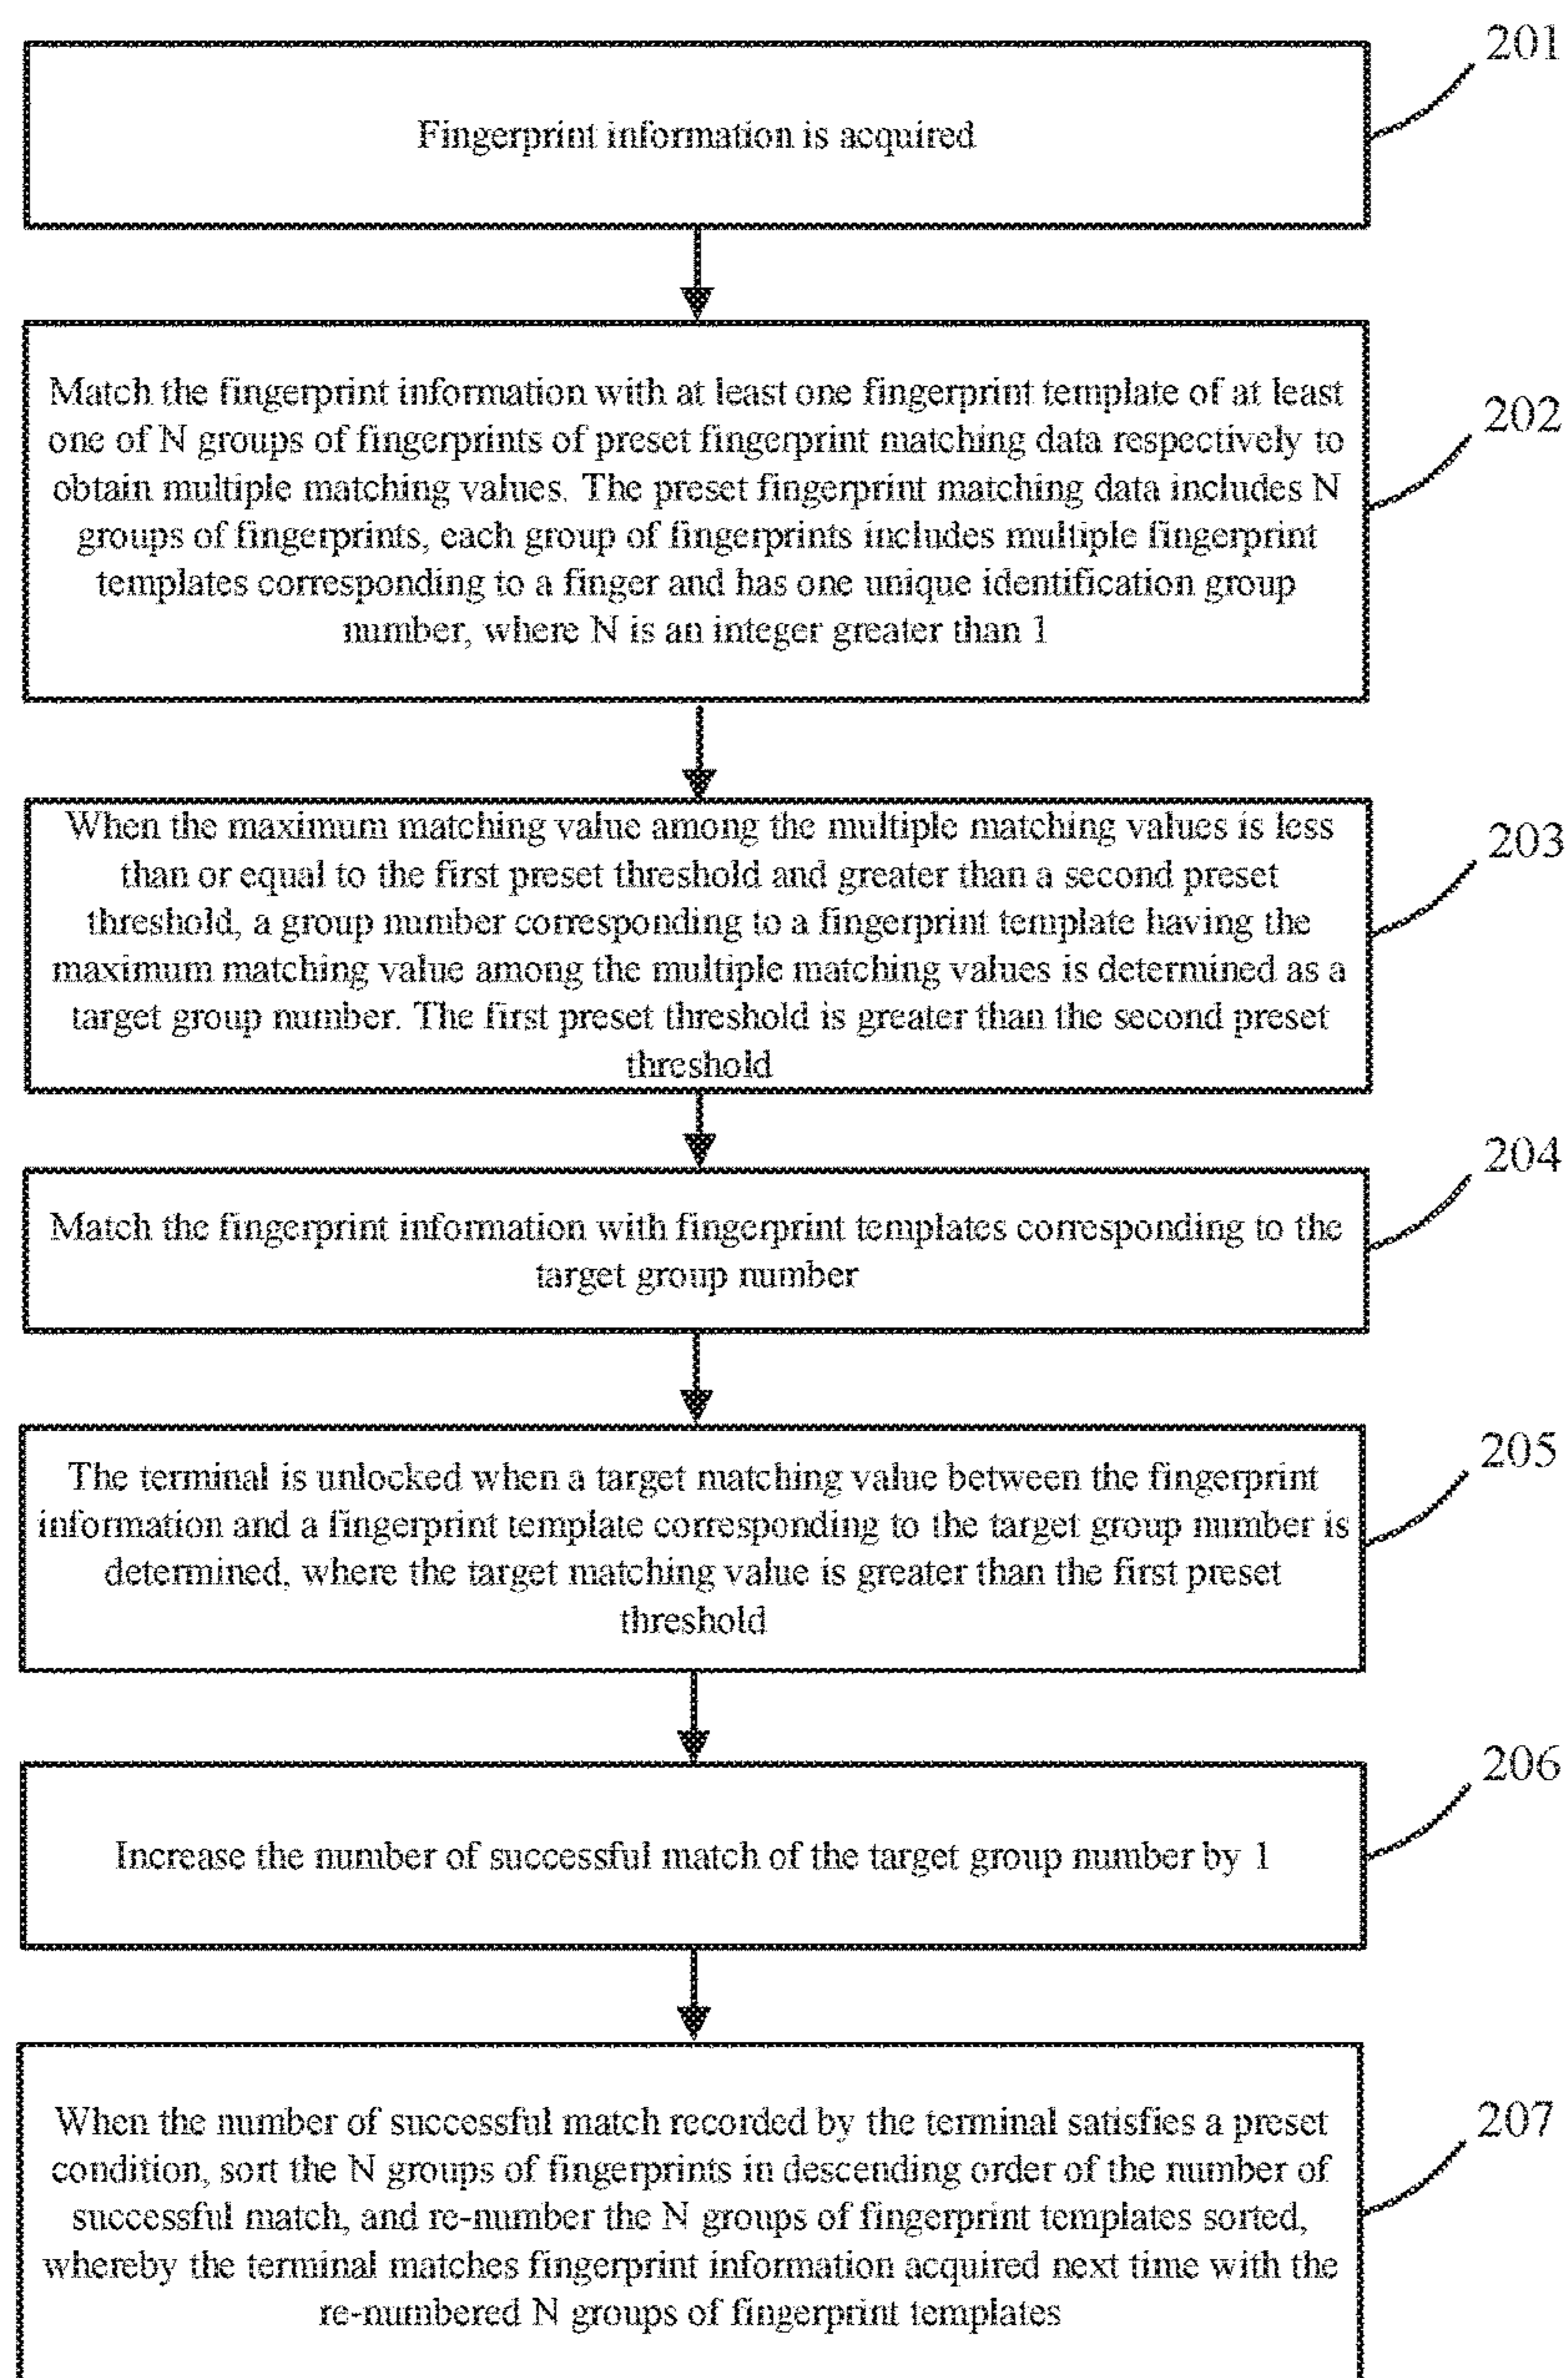 201
Fingerprint information is acquired
202
Match the fingerprint information with at least one fingerprint template of at least
one of N groups of fingerprints of preset fingerprint matching data respectively to
obtain multiple matching values. The preset fingerprint matching data includes N
groups of fingerprints, each group of fingerprints includes multiple fingerprint
templates corresponding to a finger and has one unique identification group
number, where N is an integer greater than 1
203
When the maximum matching value among the multiple matching values is less
than or equal to the first preset threshold and greater than a second preset
threshold, a group number corresponding to a fingerprint template having the
maximum matching value among the multiple matching values is determined as a
target group number. The first preset threshold is greater than the second preset
threshold
204
Match the fingerprint information with fingerprint templates corresponding to the
target group number
205
The terminal is unlocked when a target matching value between the fingerprint
information and a fingerprint template corresponding to the target group number is
determined, where the target matching value is greater than the first preset
threshold
206
Increase the number of successful match of the target group number by 1
207
When the number of successful match recorded by the terminal satisfies a preset
condition, sort the N groups of fingerprints in descending order of the number of
successful match, and re-number the N groups of fingerprint templates sorted,
whereby the terminal matches fingerprint information acquired next time with the
re-numbered N groups of fingerprint templates